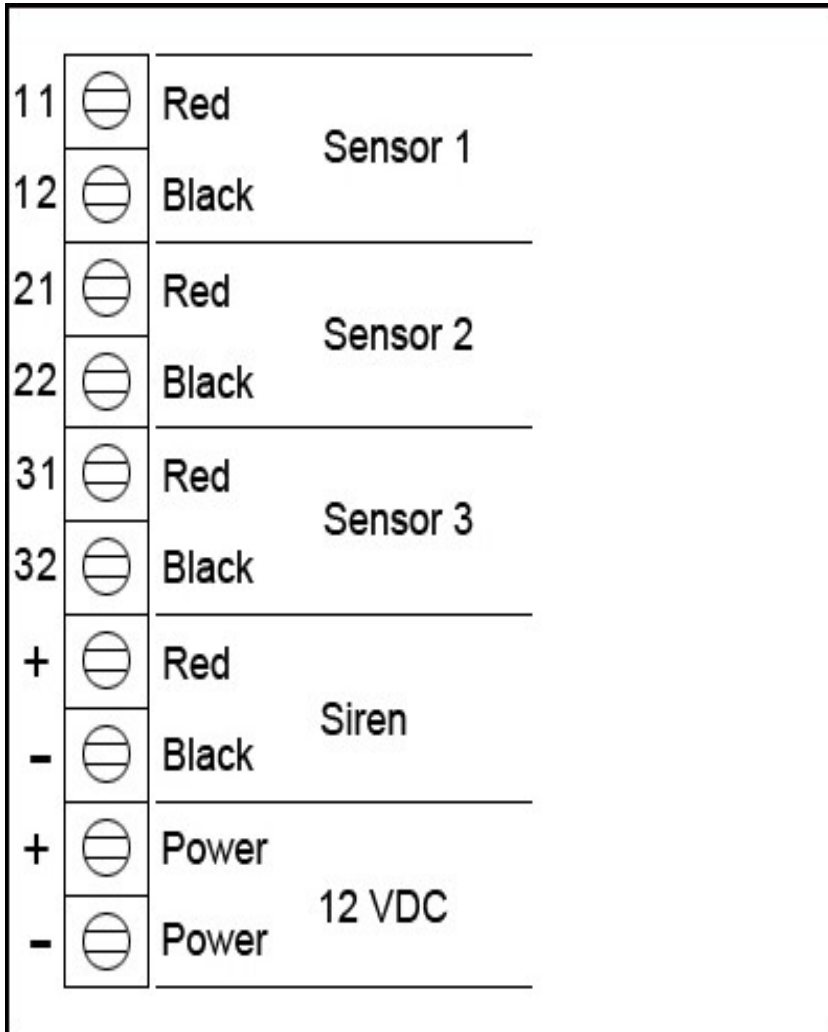 11 Red
Sensor 1
12 Black
21 Red
Sensor 2
22 Black
31 Red
Sensor 3
32 Black
+ Red
Siren
- Black
+ Power
12 VDC
- Power